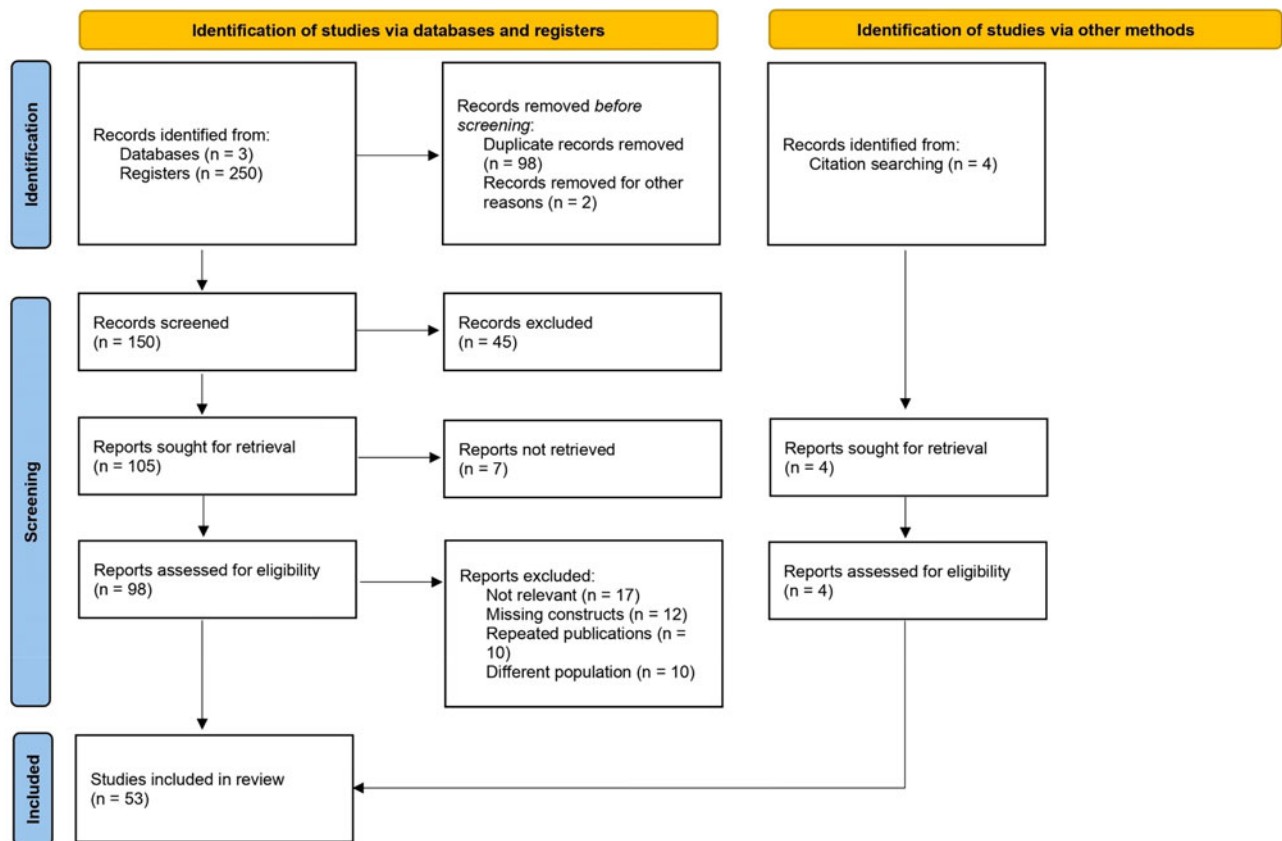 Identification of studies via databases and registers
Identification of studies via other methods
Identification
Records identified from:
Databases (n = 3)
Registers (n = 250)
Records removed before
screening:
Duplicate records removed
(n = 98)
Records removed for other
reasons (n = 2)
Records identified from:
Citation searching (n = 4)
Screening
Records screened
(n = 150)
Records excluded
(n = 45)
Reports sought for retrieval
(n = 105)
Reports not retrieved
(n = 7)
Reports sought for retrieval
(n = 4)
Reports assessed for eligibility
(n = 98)
Reports excluded:
Not relevant (n = 17)
Missing constructs (n = 12)
Repeated publications (n =
10)
Different population (n = 10)
Reports assessed for eligibility
(n = 4)
Included
Studies included in review
(n = 53)